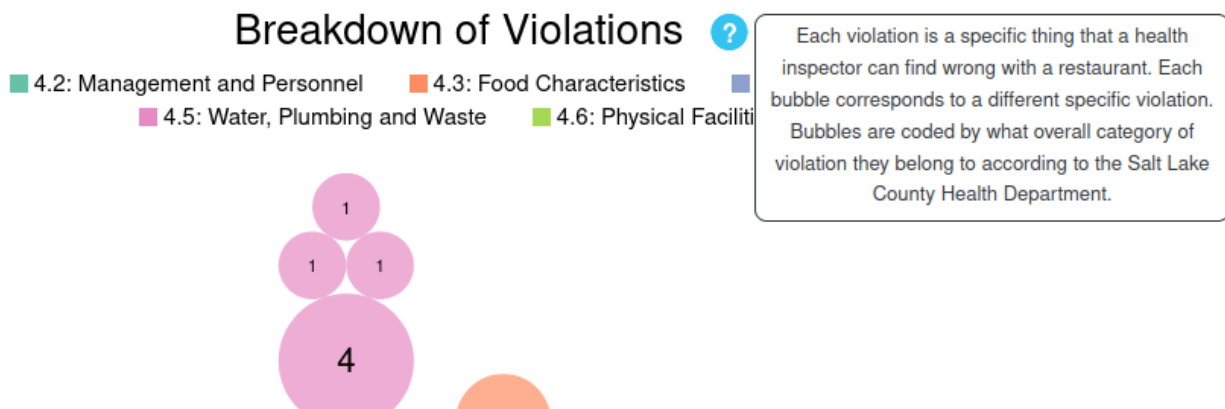 Breakdown of Violations ?
4.2: Management and Personnel 4.3: Food Characteristics
4.5: Water, Plumbing and Waste 4.6: Physical Faciliti
Each violation is a specific thing that a health
inspector can find wrong with a restaurant. Each
bubble corresponds to a different specific violation.
Bubbles are coded by what overall category of
violation they belong to according to the Salt Lake
County Health Department.
1
1 1
4